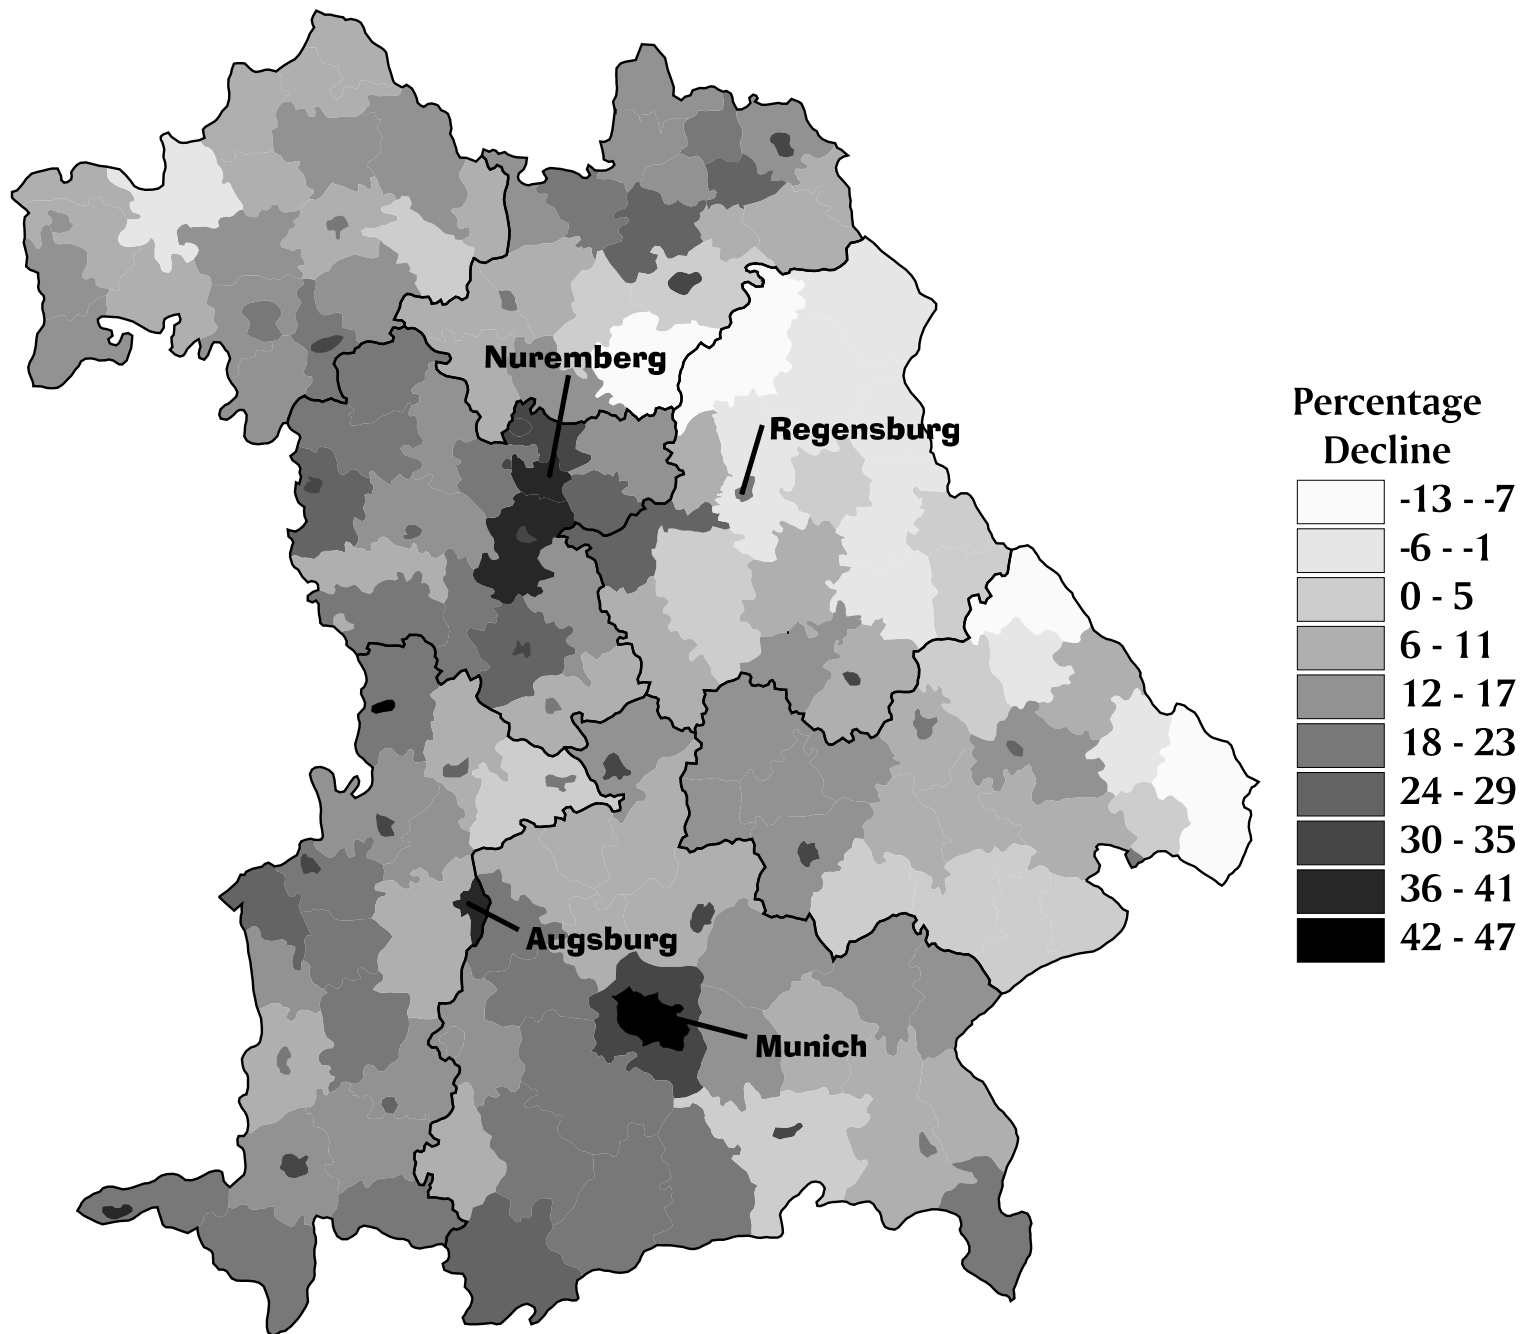 Nuremberg
Regensburg
Augsburg
Munich
Percentage
Decline
-13 - -7
-6 - -1
0 - 5
6 - 11
12 - 17
18 - 23
24 - 29
30 - 35
36 - 41
42 - 47